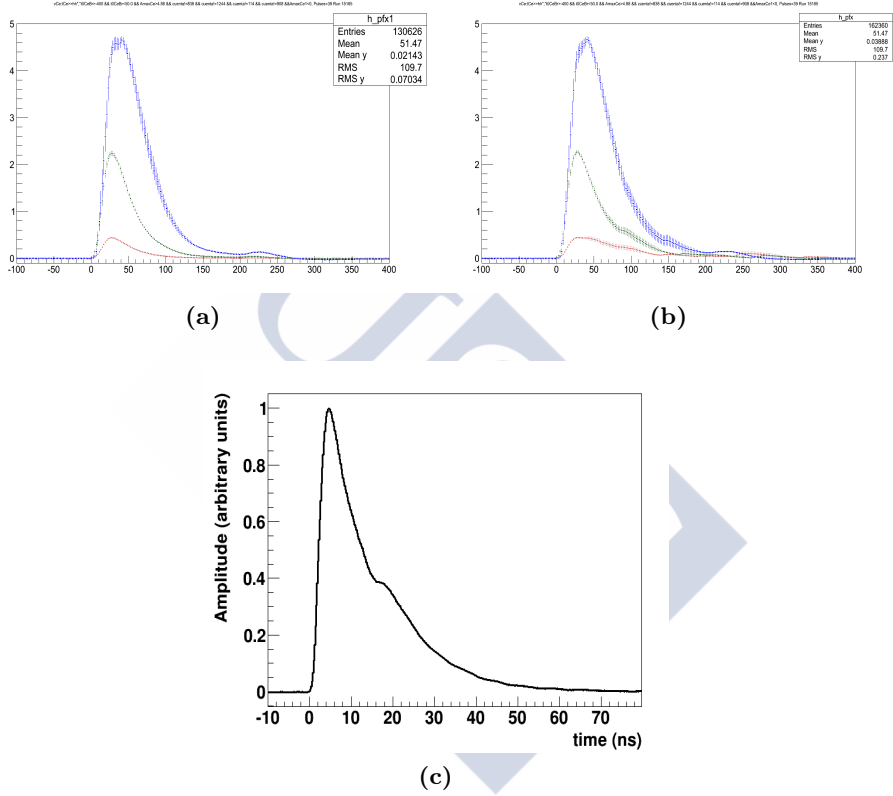 h_pfx1
Entries 130626
Mean 51.47
Mean y 0.02143
RMS 109.7
RMS y 0.07034
5
4
3
2
1
0
-100 -50 0 50 100 150 200 250 300 350 400
(a)
h_pfx
Entries 162360
Mean 51.47
Mean y 0.03888
RMS 109.7
RMS y 0.237
5
4
3
2
1
0
-100 -50 0 50 100 150 200 250 300 350 400
(b)
Amplitude (arbitrary units)
1
0.8
0.6
0.4
0.2
0
-10 0 10 20 30 40 50 60 70
time (ns)
(c)